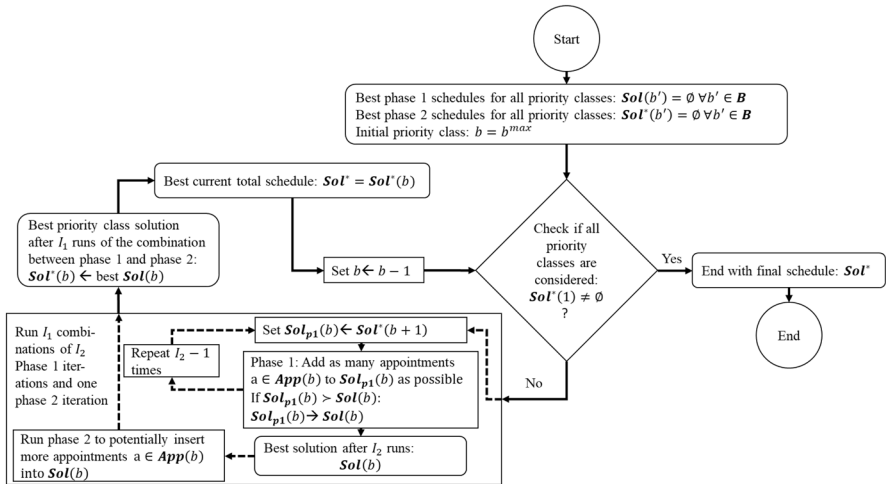 Start
Best phase 1 schedules for all priority classes: Sol(b′) = ∅ ∀b′ ∈ B
Best phase 2 schedules for all priority classes: Sol*(b′) = ∅ ∀b′ ∈ B
Initial priority class: b = b^max
Best current total schedule: Sol* = Sol*(b)
Best priority class solution
after I₁ runs of the combination
between phase 1 and phase 2:
Sol*(b) ← best Sol(b)
Set b← b − 1
Check if all
priority
classes are
considered:
Sol*(1) ≠ ∅
?
Yes
End with final schedule: Sol*
End
No
Run I₁ combi-
nations of I₂
Phase 1 iter-
ations and one
phase 2 iteration
Set Sol_p1(b)← Sol*(b + 1)
Repeat I₂ − 1
times
Phase 1: Add as many appointments
a ∈ App(b) to Sol_p1(b) as possible
If Sol_p1(b) ≻ Sol(b):
Sol_p1(b)→ Sol(b)
Best solution after I₂ runs:
Sol(b)
Run phase 2 to potentially insert
more appointments a ∈ App(b)
into Sol(b)